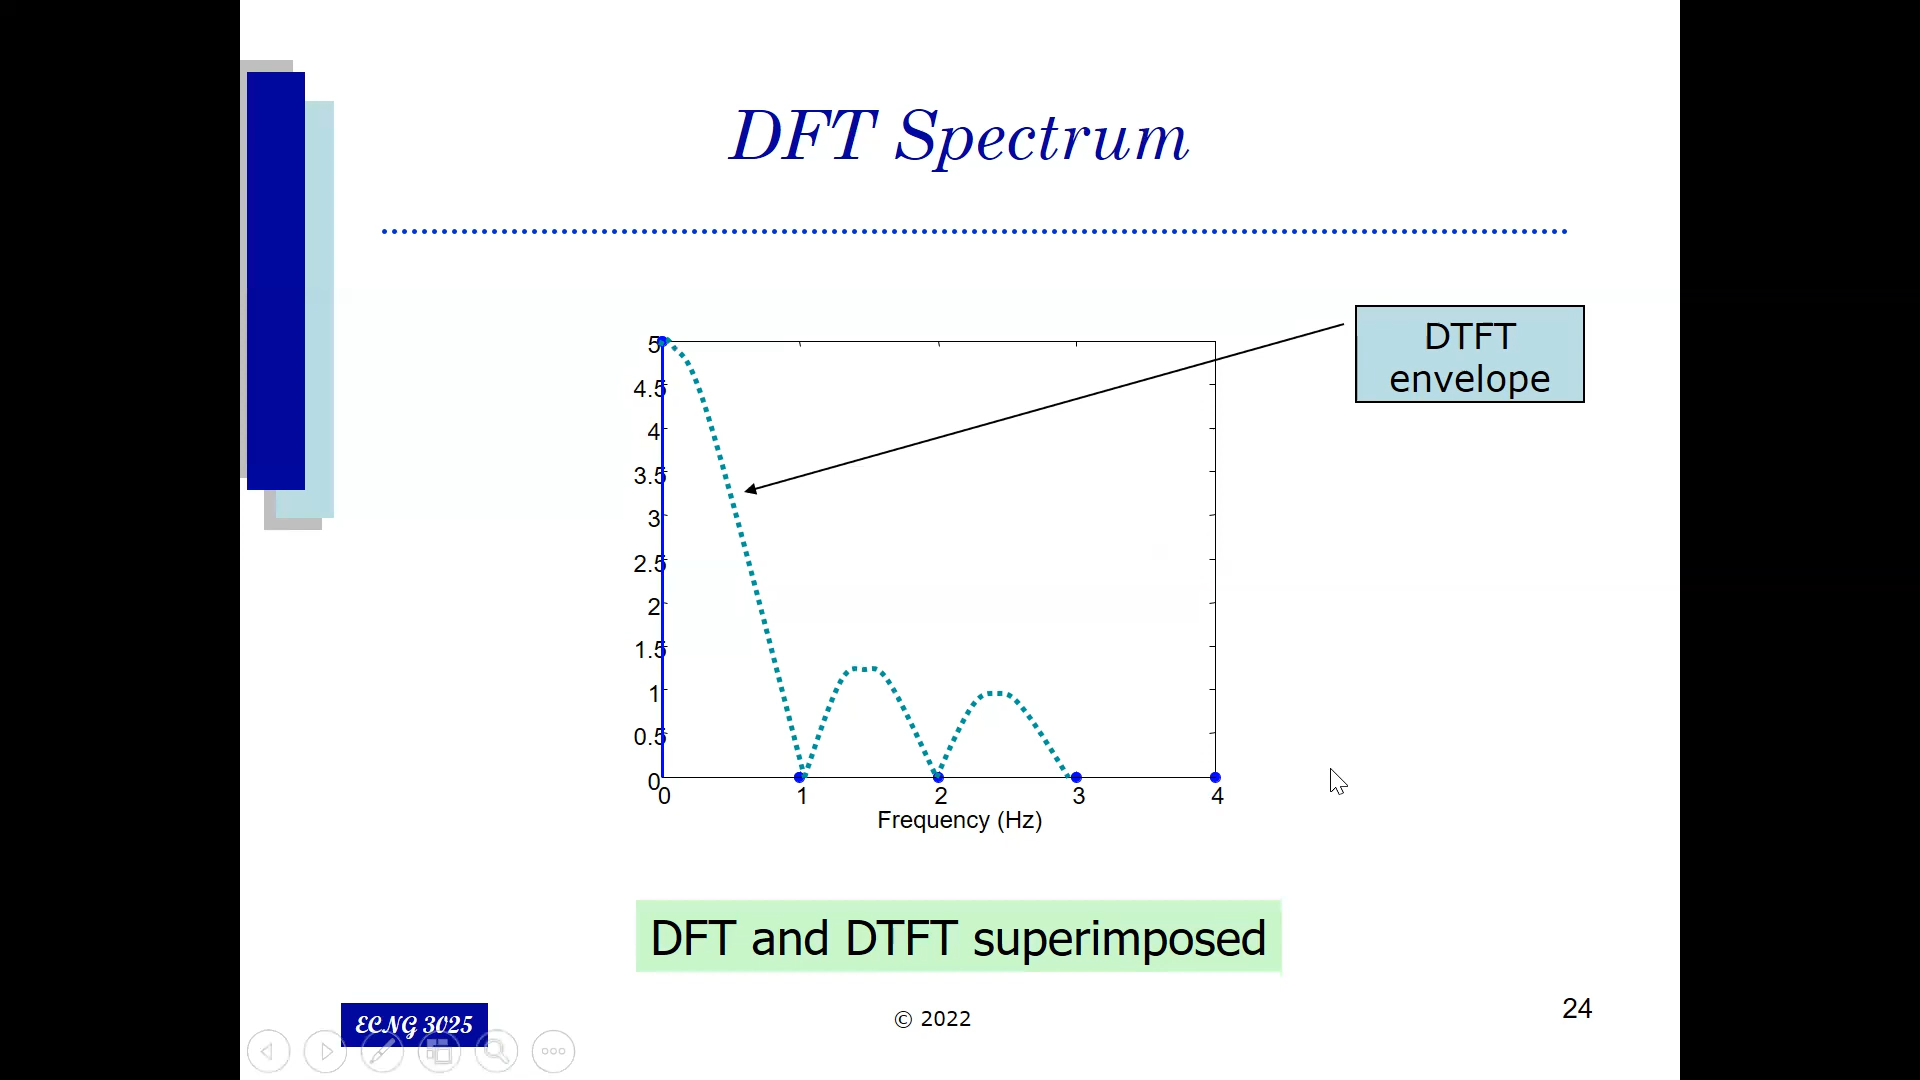 DFT Spectrum
DTFT
envelope
5
4.5
4
3.5
3
2.5
2
1.5
1
0.5
0
0 1 2 3 4
Frequency (Hz)
DFT and DTFT superimposed
ECNG 3025
© 2022
24